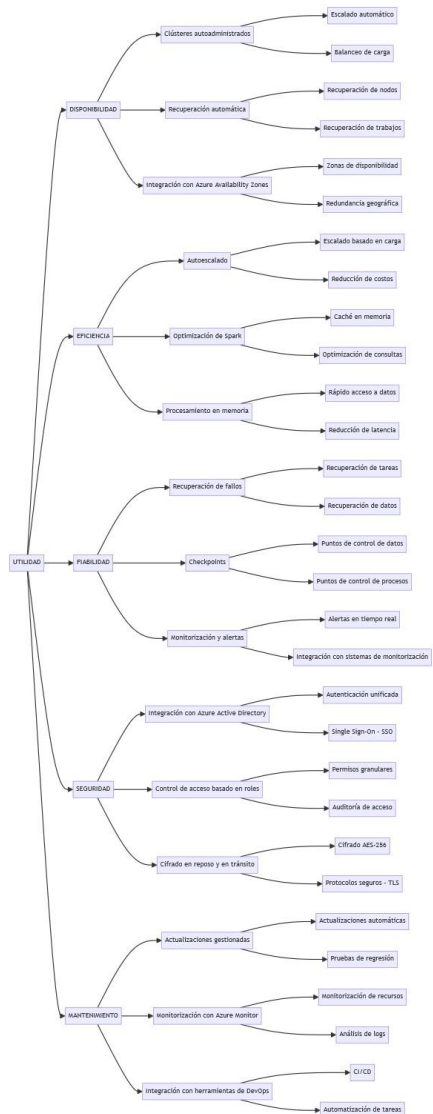 Escalado automático
Clústeres autoadministrados
Balanceo de carga
Recuperación de nodos
DISPONIBILIDAD
Recuperación automática
Recuperación de trabajos
Zonas de disponibilidad
Integración con Azure Availability Zones
Redundancia geográfica
Escalado basado en carga
Autoescalado
Reducción de costos
Caché en memoria
EFICIENCIA
Optimización de Spark
Optimización de consultas
Rápido acceso a datos
Procesamiento en memoria
Reducción de latencia
Recuperación de tareas
Recuperación de fallos
Recuperación de datos
Puntos de control de datos
UTILIDAD
FIABILIDAD
Checkpoints
Puntos de control de procesos
Alertas en tiempo real
Monitorización y alertas
Integración con sistemas de monitorización
Autenticación unificada
Integración con Azure Active Directory
Single Sign-On - SSO
Permisos granulares
SEGURIDAD
Control de acceso basado en roles
Auditoría de acceso
Cifrado AES-256
Cifrado en reposo y en tránsito
Protocolos seguros - TLS
Actualizaciones automáticas
Actualizaciones gestionadas
Pruebas de regresión
Monitorización de recursos
MANTENIMIENTO
Monitorización con Azure Monitor
Análisis de logs
CI/CD
Integración con herramientas de DevOps
Automatización de tareas